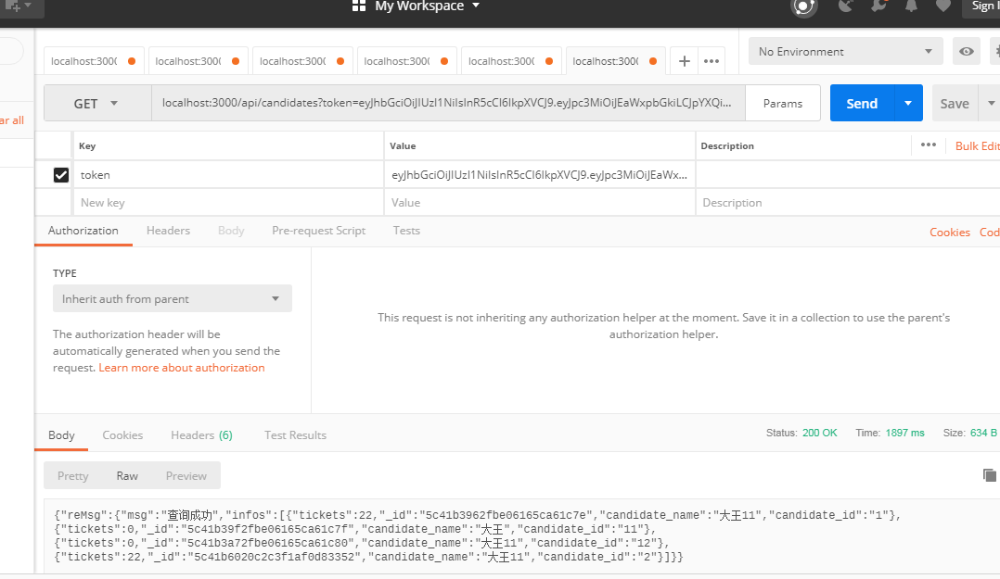 My Workspace
Sign I
localhost:3000 localhost:3000 localhost:3000 localhost:3000 localhost:3000 localhost:3000 No Environment
GET localhost:3000/api/candidates?token=eyJhbGciOiJIUzI1NiIsInR5cCI6IkpXVCJ9.eyJpc3MiOiJEaWxpbGkiLCJpYXQi... Params Send Save
ar all
Key Value Description Bulk Edit
token eyJhbGciOiJIUzI1NiIsInR5cCI6IkpXVCJ9.eyJpc3MiOiJEaWx...
New key Value Description
Authorization Headers Body Pre-request Script Tests Cookies Cod
TYPE
Inherit auth from parent
The authorization header will be
automatically generated when you send the
request. Learn more about authorization
This request is not inheriting any authorization helper at the moment. Save it in a collection to use the parent's
authorization helper.
Body Cookies Headers (6) Test Results Status: 200 OK Time: 1897 ms Size: 634 B
Pretty Raw Preview
{"reMsg":{"msg":"查询成功","infos":[{"tickets":22,"_id":"5c41b3962fbe06165ca61c7e","candidate_name":"大王11","candidate_id":"1"},
{"tickets":0,"_id":"5c41b39f2fbe06165ca61c7f","candidate_name":"大王","candidate_id":"11"},
{"tickets":0,"_id":"5c41b3a72fbe06165ca61c80","candidate_name":"大王11","candidate_id":"12"},
{"tickets":22,"_id":"5c41b6020c2c3f1af0d83352","candidate_name":"大王11","candidate_id":"2"}]}}